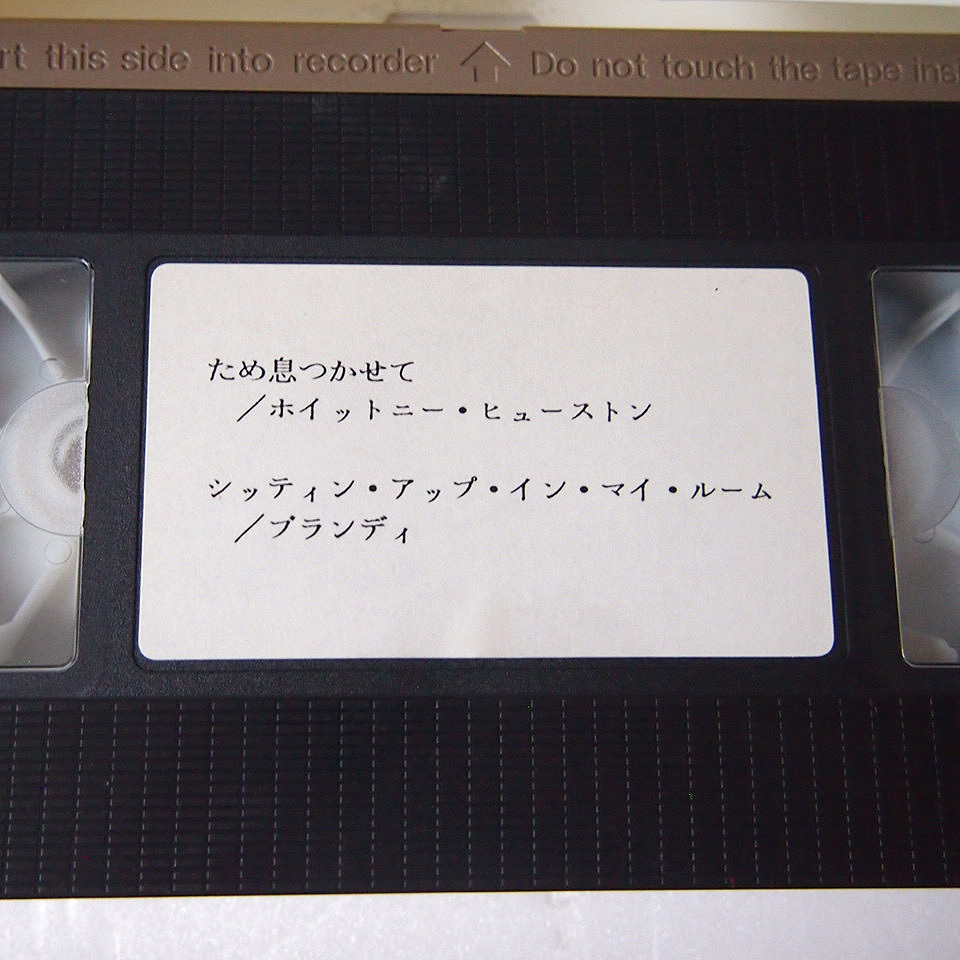 rt this side into recorder ⇧ Do not touch the tape insi
ため息つかせて
／ホイットニー・ヒューストン
シッティン・アップ・イン・マイ・ルーム
／ブランディ